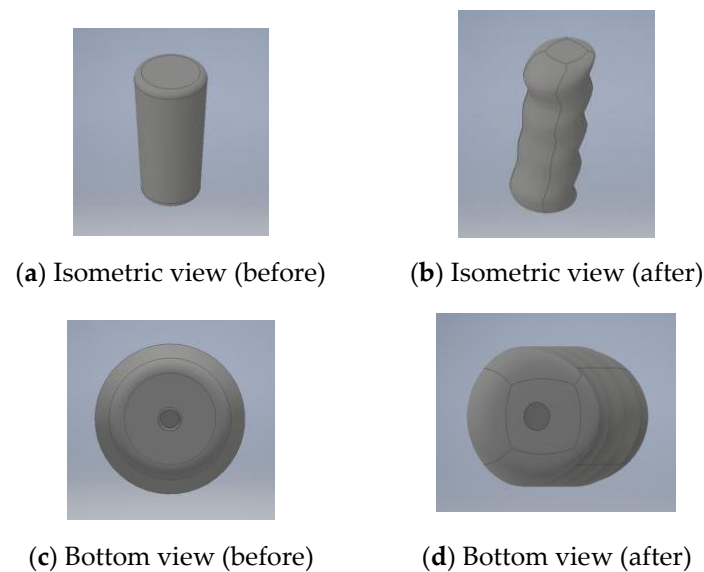 (a) Isometric view (before)
(b) Isometric view (after)
(c) Bottom view (before)
(d) Bottom view (after)